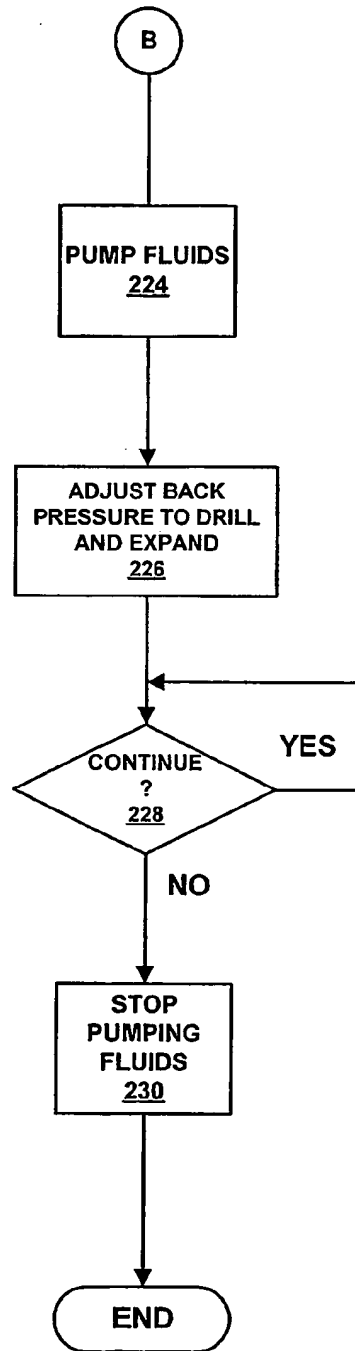 B
PUMP FLUIDS
224
ADJUST BACK
PRESSURE TO DRILL
AND EXPAND
226
CONTINUE
?
228
YES
NO
STOP
PUMPING
FLUIDS
230
END